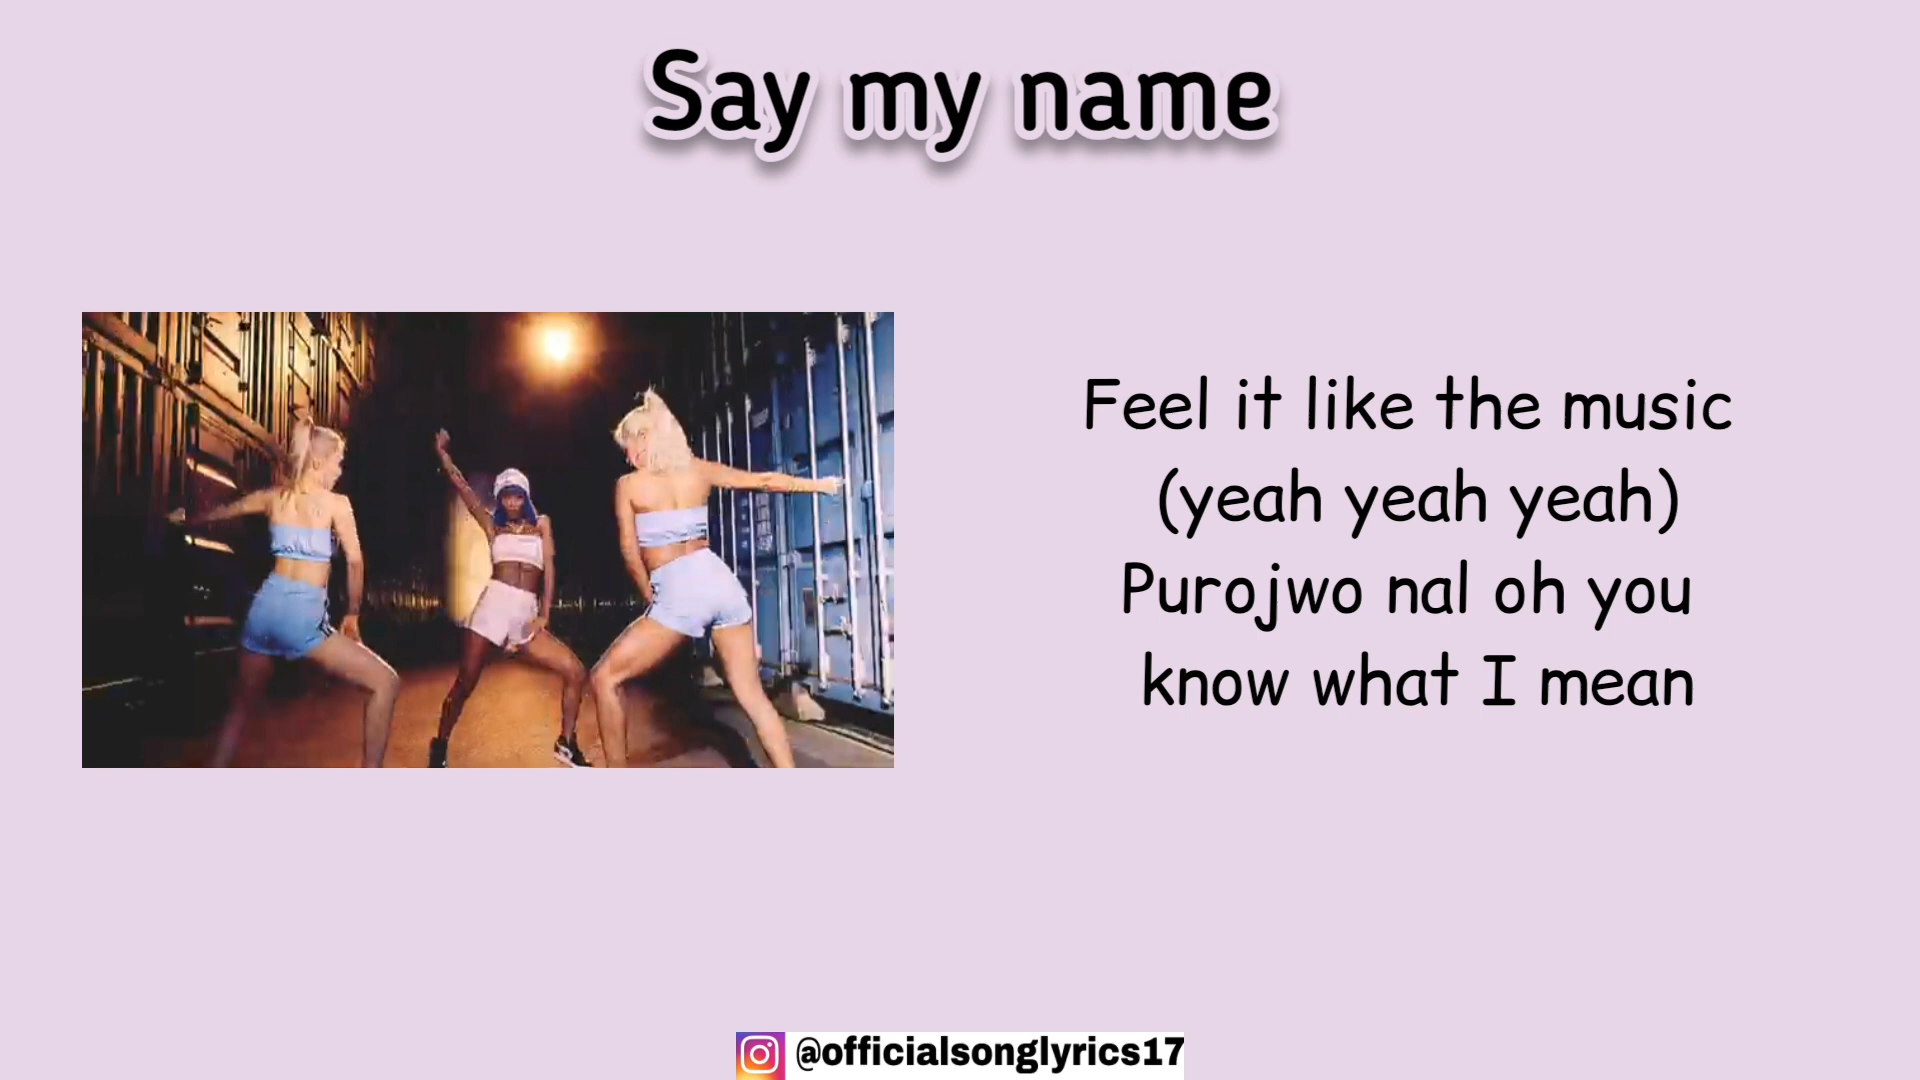 Say my name
Feel it like the music
(yeah yeah yeah)
Purojwo nal oh you
know what I mean
@officialsonglyrics17